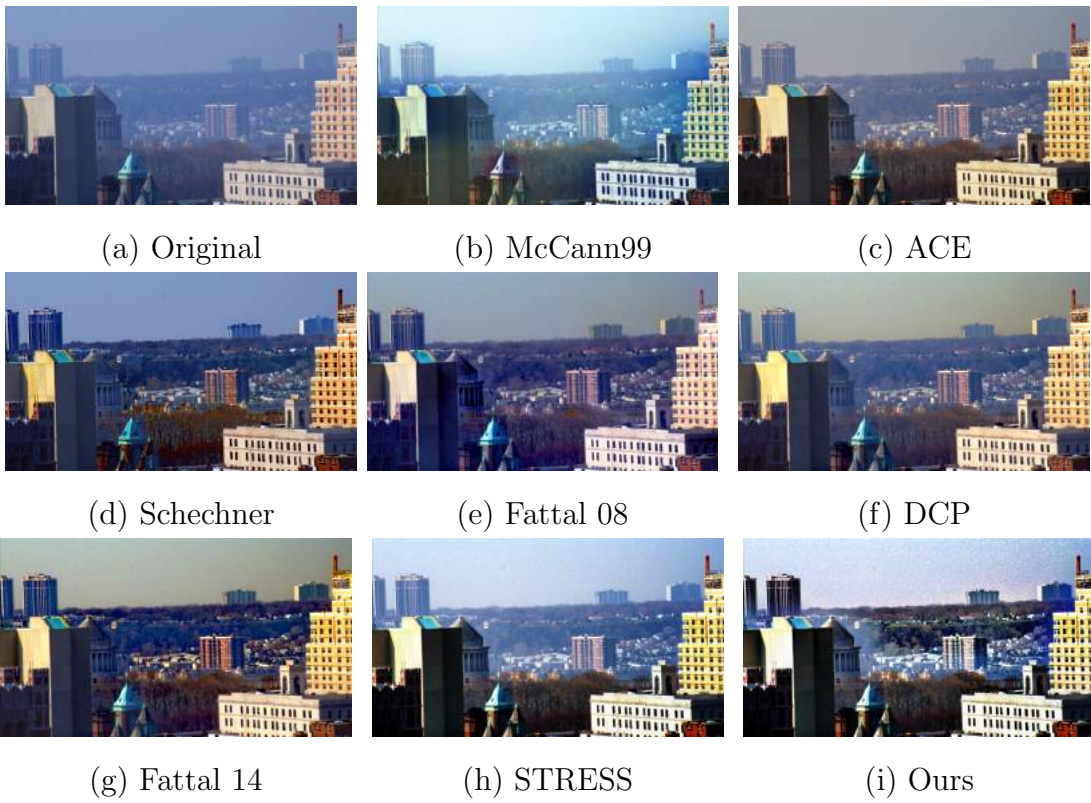 (a) Original (b) McCann99 (c) ACE
(d) Schechner (e) Fattal 08 (f) DCP
(g) Fattal 14 (h) STRESS (i) Ours